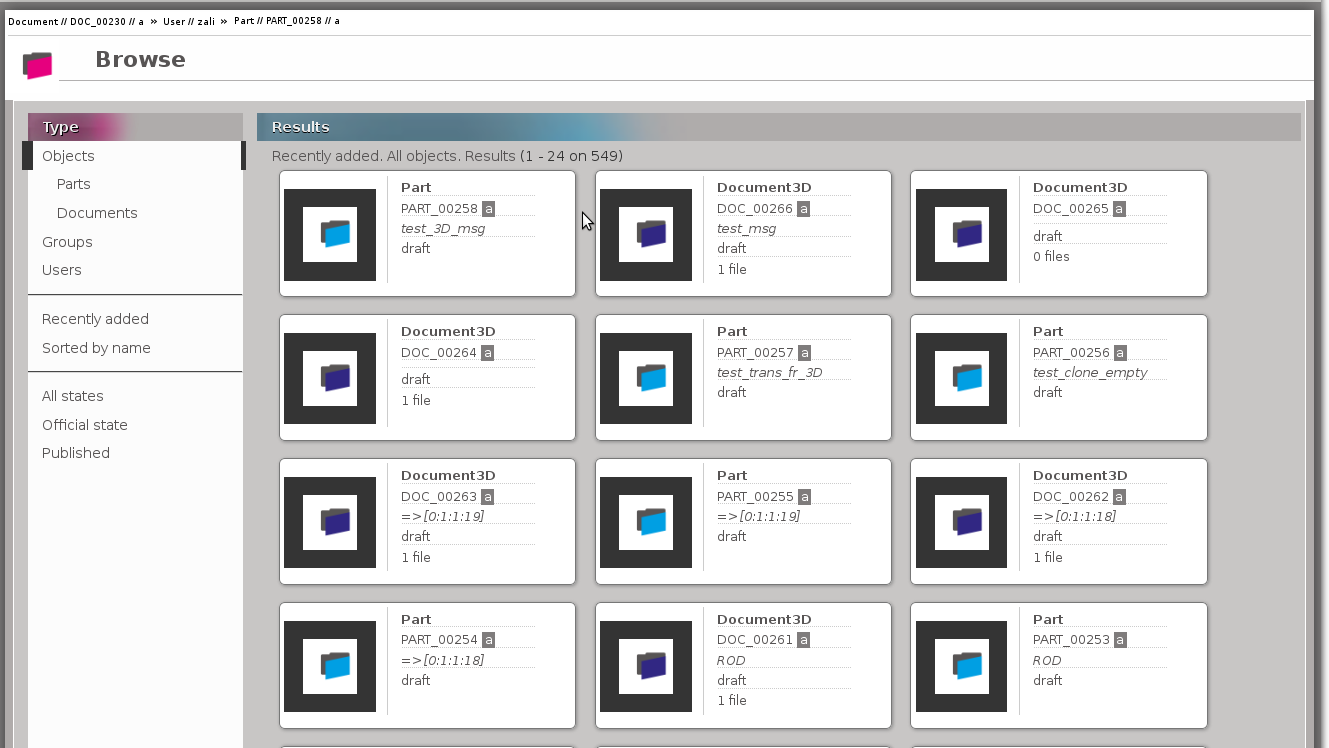 Document // DOC_00230 // a » User // zali » Part // PART_00258 // a
Browse
Type
Objects
Parts
Documents
Groups
Users
Recently added
Sorted by name
All states
Official state
Published
Results
Recently added. All objects. Results (1 - 24 on 549)
Part
PART_00258 a
test_3D_msg
draft
Document3D
DOC_00266 a
test_msg
draft
1 file
Document3D
DOC_00265 a
draft
0 files
Document3D
DOC_00264 a
draft
1 file
Part
PART_00257 a
test_trans_fr_3D
draft
Part
PART_00256 a
test_clone_empty
draft
Document3D
DOC_00263 a
=>[0:1:1:19]
draft
1 file
Part
PART_00255 a
=>[0:1:1:19]
draft
Document3D
DOC_00262 a
=>[0:1:1:18]
draft
1 file
Part
PART_00254 a
=>[0:1:1:18]
draft
Document3D
DOC_00261 a
ROD
draft
1 file
Part
PART_00253 a
ROD
draft